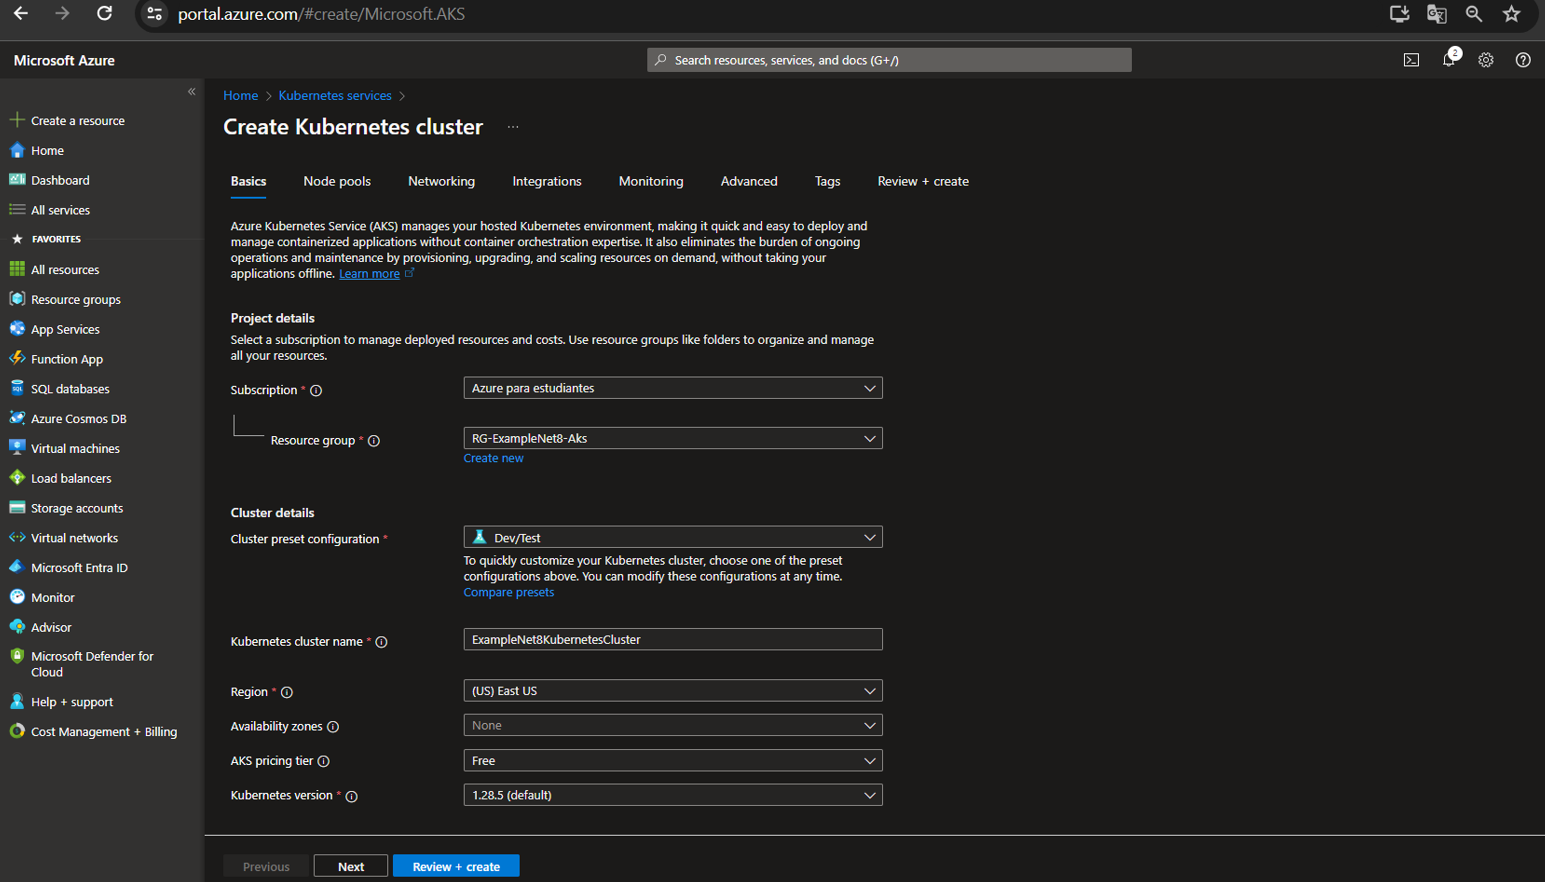 portal.azure.com/#create/Microsoft.AKS
Microsoft Azure
Search resources, services, and docs (G+/)
2
Create a resource
Home
Dashboard
All services
FAVORITES
All resources
Resource groups
App Services
Function App
SQL databases
Azure Cosmos DB
Virtual machines
Load balancers
Storage accounts
Virtual networks
Microsoft Entra ID
Monitor
Advisor
Microsoft Defender for
Cloud
Help + support
Cost Management + Billing
Home > Kubernetes services >
Create Kubernetes cluster ...
Basics Node pools Networking Integrations Monitoring Advanced Tags Review + create
Azure Kubernetes Service (AKS) manages your hosted Kubernetes environment, making it quick and easy to deploy and
manage containerized applications without container orchestration expertise. It also eliminates the burden of ongoing
operations and maintenance by provisioning, upgrading, and scaling resources on demand, without taking your
applications offline. Learn more
Project details
Select a subscription to manage deployed resources and costs. Use resource groups like folders to organize and manage
all your resources.
Subscription * Azure para estudiantes
Resource group * RG-ExampleNet8-Aks
Create new
Cluster details
Cluster preset configuration * Dev/Test
To quickly customize your Kubernetes cluster, choose one of the preset
configurations above. You can modify these configurations at any time.
Compare presets
Kubernetes cluster name * ExampleNet8KubernetesCluster
Region * (US) East US
Availability zones None
AKS pricing tier Free
Kubernetes version * 1.28.5 (default)
Previous Next Review + create